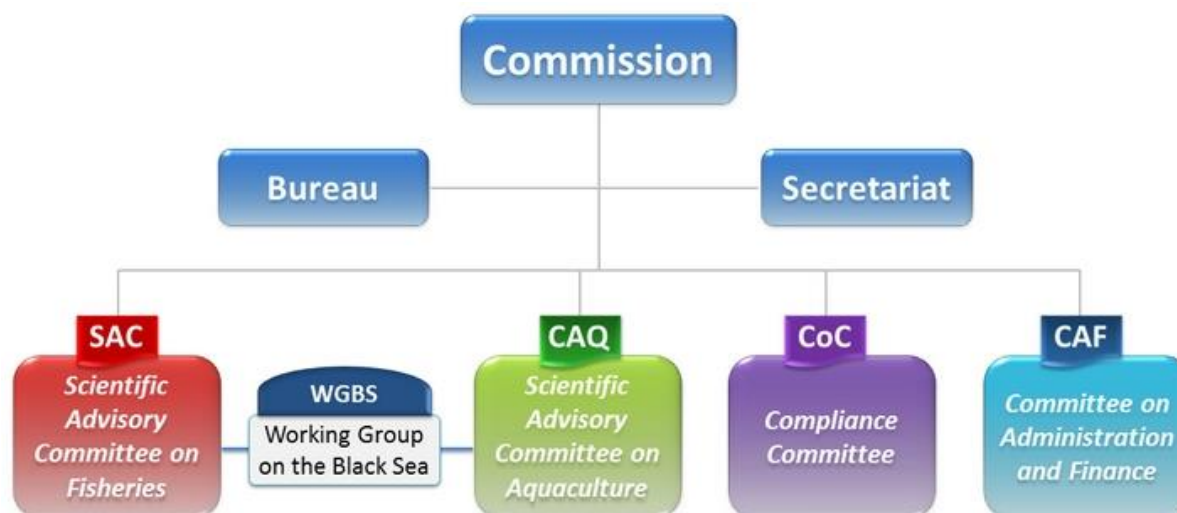 Commission
Bureau
Secretariat
SAC
Scientific
Advisory
Committee on
Fisheries
WGBS
Working Group
on the Black Sea
CAQ
Scientific
Advisory
Committee on
Aquaculture
CoC
Compliance
Committee
CAF
Committee on
Administration
and Finance